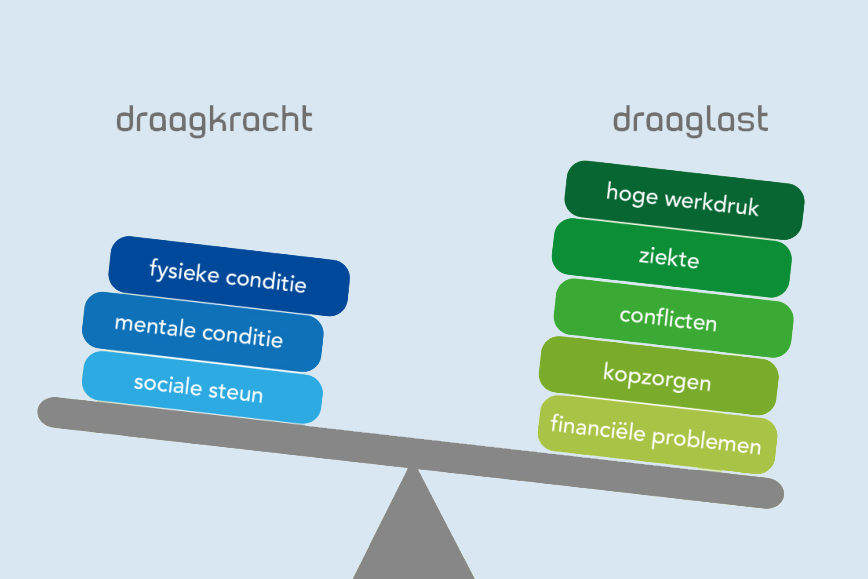 draagkracht
draaglast
fysieke conditie
mentale conditie
sociale steun
hoge werkdruk
ziekte
conflicten
kopzorgen
financiële problemen